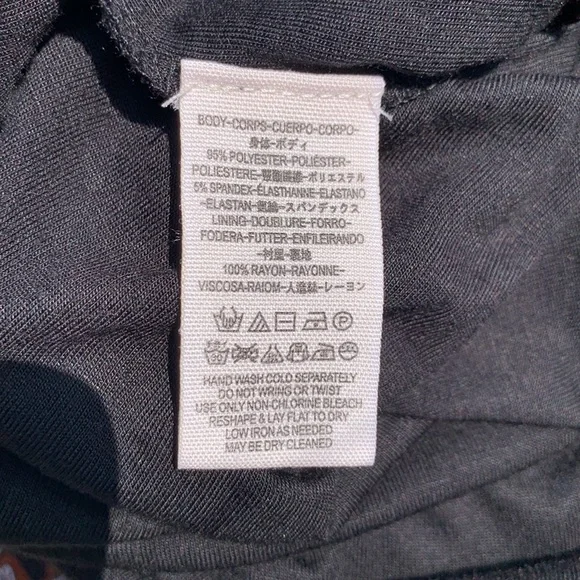 BODY-CORPS-CUERPO-CORPO-
身体-ボディ
95% POLYESTER-POLIÉSTER-
POLIESTERE-聚酯纖維-ポリエステル
5% SPANDEX-ÉLASTHANNE-ELASTANO
-ELASTAN-氨綸-スパンデックス
LINING-DOUBLURE-FORRO-
FODERA-FUTTER-ENFILEIRANDO
-衬里-裏地
100% RAYON-RAYONNE-
VISCOSA-RAIOM-人造絲-レーヨン
HAND WASH COLD SEPARATELY
DO NOT WRING OR TWIST
USE ONLY NON-CHLORINE BLEACH
RESHAPE & LAY FLAT TO DRY
LOW IRON AS NEEDED
MAY BE DRY CLEANED